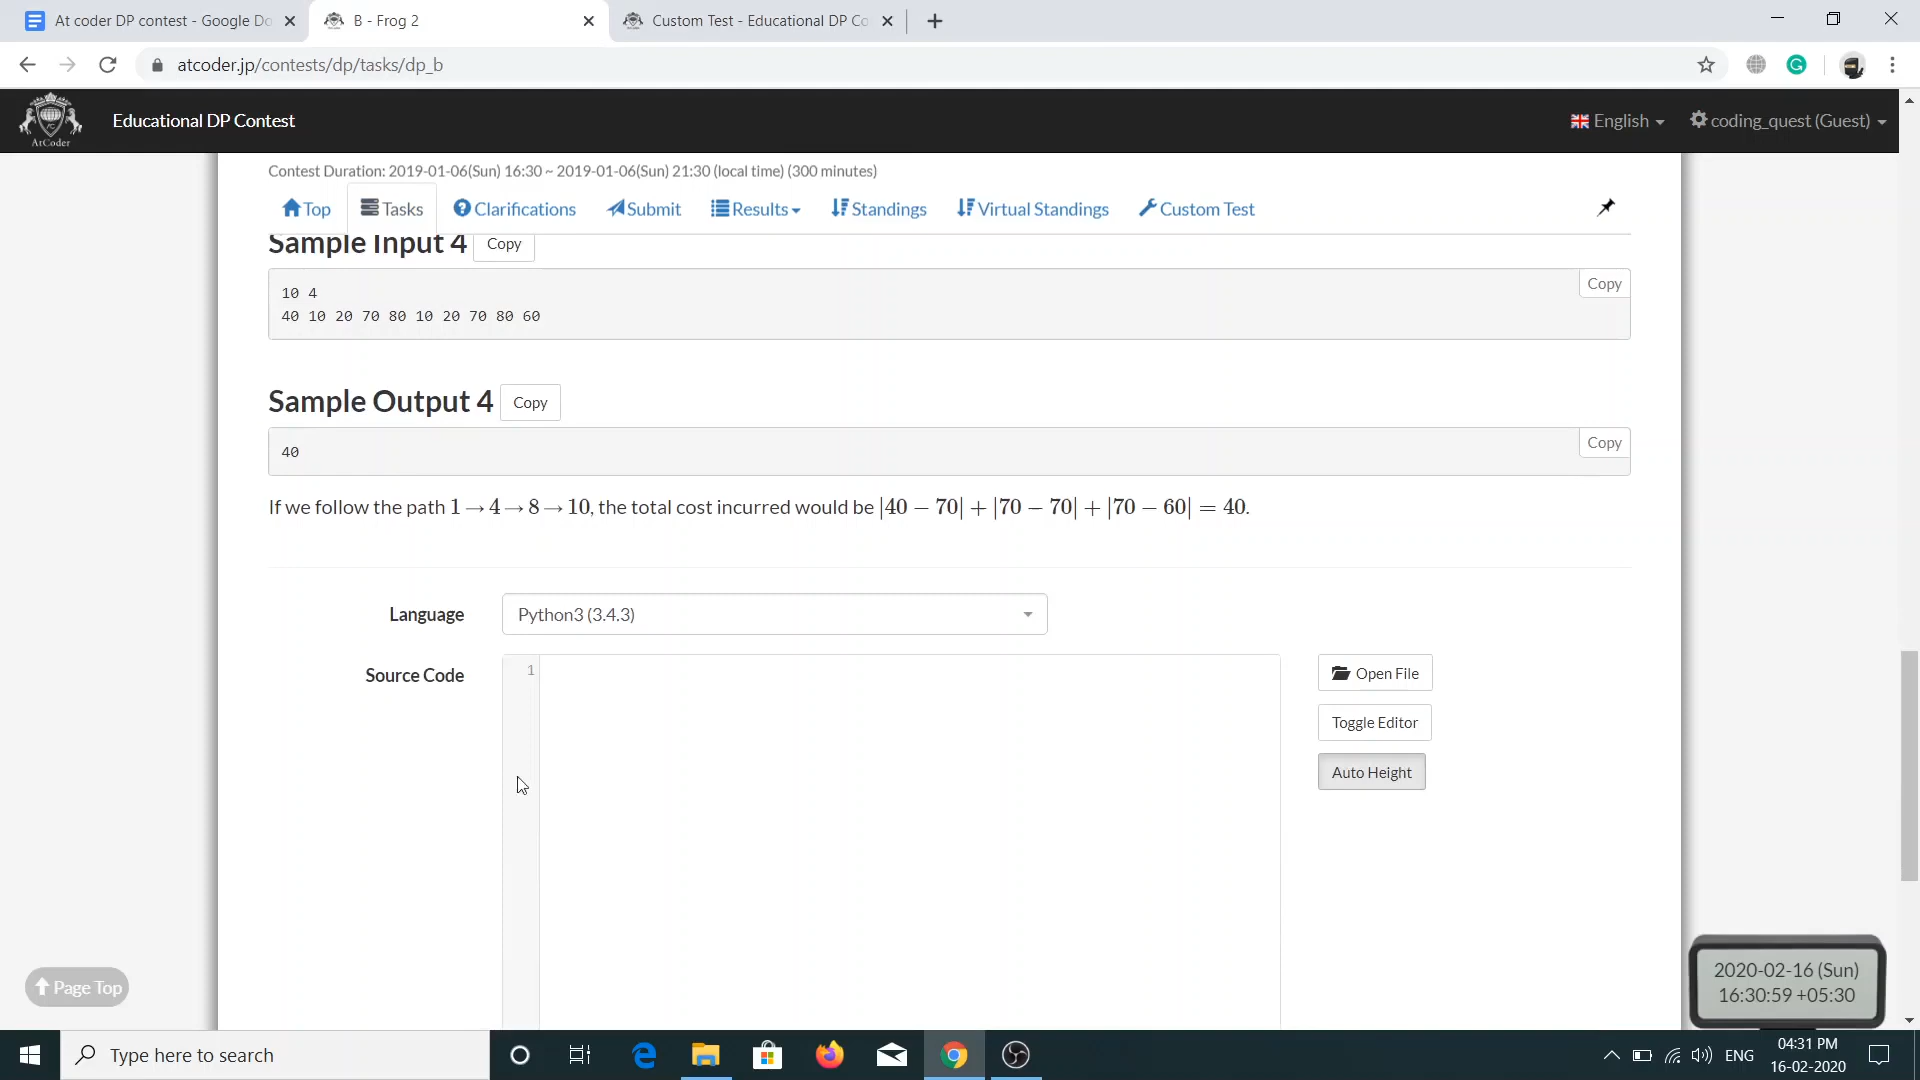 At coder DP contest - Google Do
B - Frog 2
Custom Test - Educational DP Co
atcoder.jp/contests/dp/tasks/dp_b
AtCoder
Educational DP Contest
English
coding_quest (Guest)
Contest Duration: 2019-01-06(Sun) 16:30 ~ 2019-01-06(Sun) 21:30 (local time) (300 minutes)
Top
Tasks
Clarifications
Submit
Results
Standings
Virtual Standings
Custom Test
Sample Input 4
Copy
Copy
10 4
40 10 20 70 80 10 20 70 80 60
Sample Output 4
Copy
Copy
40
If we follow the path 1 → 4 → 8 → 10, the total cost incurred would be |40 − 70| + |70 − 70| + |70 − 60| = 40.
Language
Python3 (3.4.3)
Source Code
1
Open File
Toggle Editor
Auto Height
Page Top
2020-02-16 (Sun)
16:30:59 +05:30
Type here to search
ENG
04:31 PM
16-02-2020